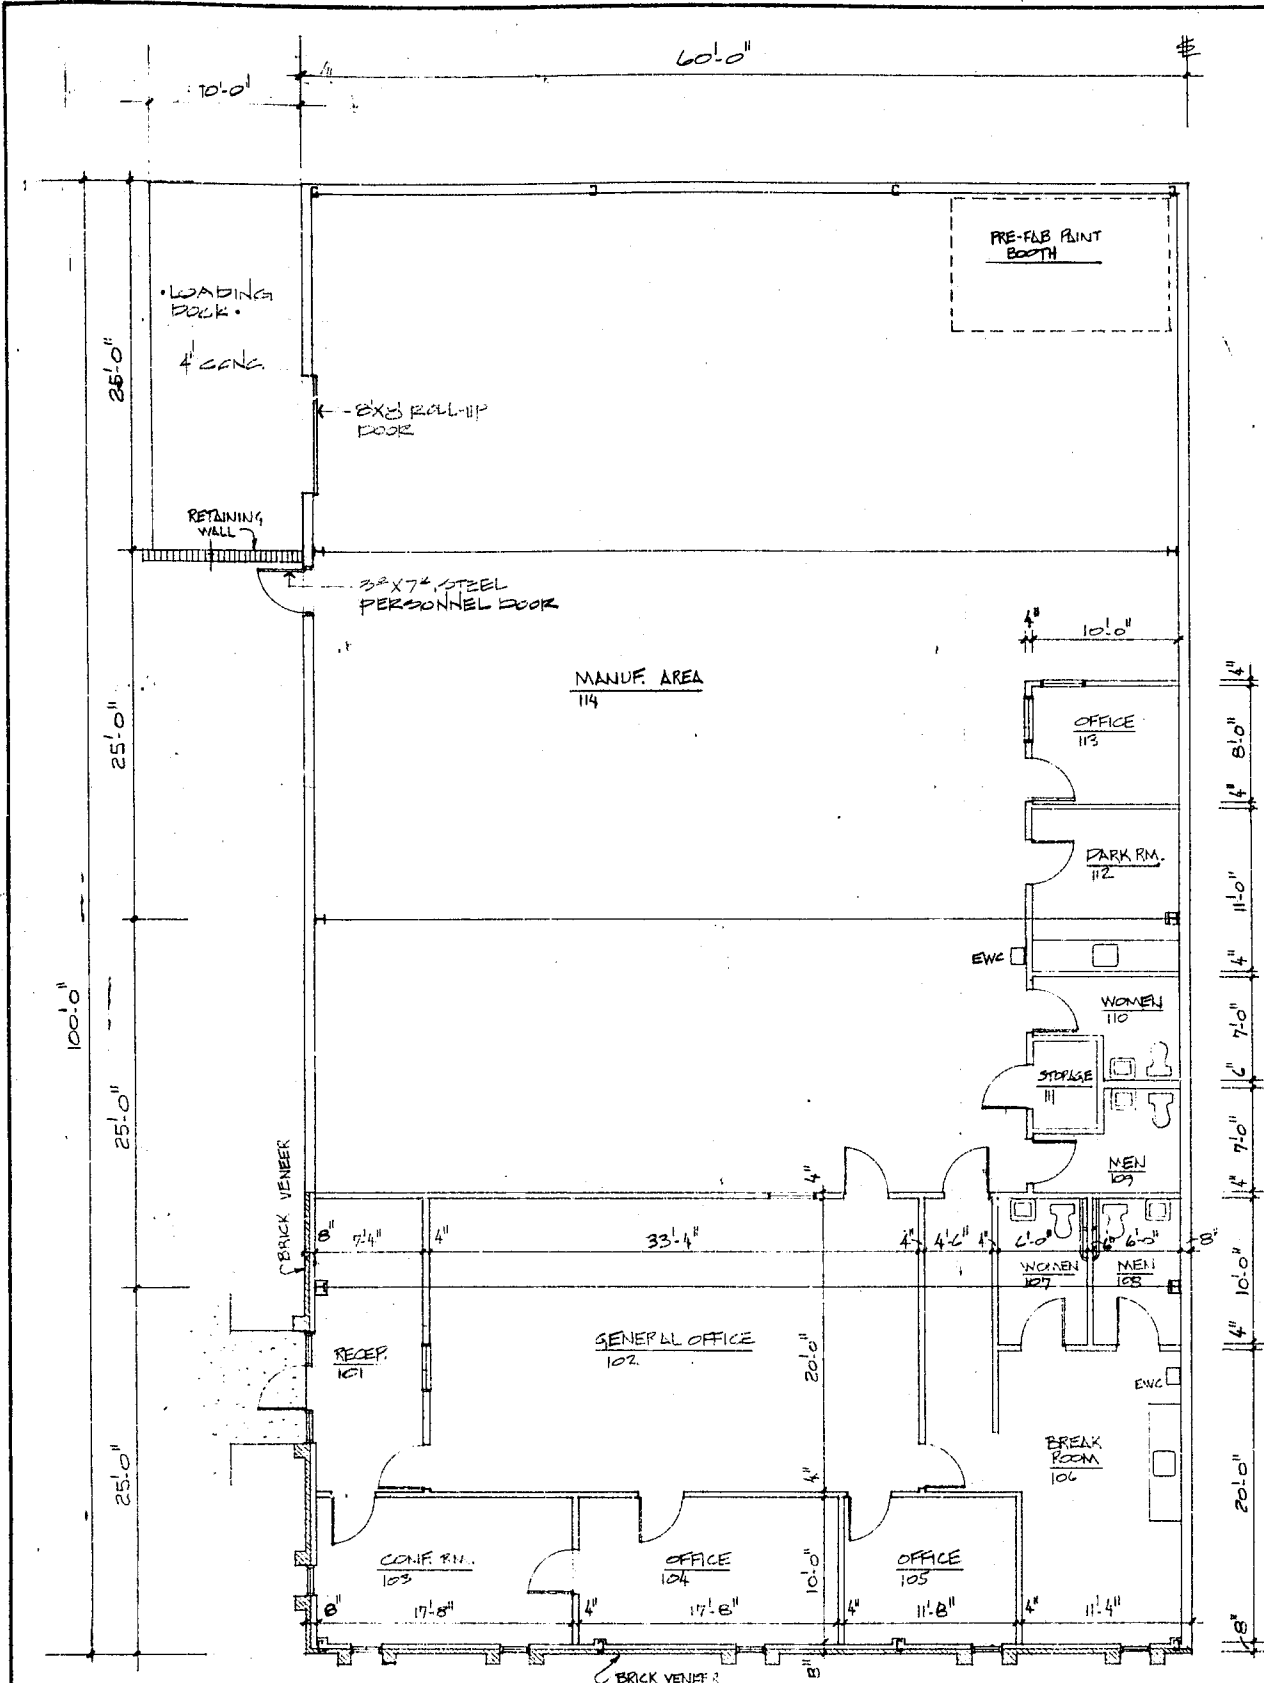 60'-0"
10'-0"
PRE-FAB PAINT
BOOTH
•LOADING
DOCK•
4" CONC.
25'-0"
8'X8' ROLL-UP
DOOR
RETAINING
WALL
3⁰X7⁰ STEEL
PERSONNEL DOOR
4"
10'-0"
MANUF. AREA
114
4"
OFFICE
113
8'-0"
25'-0"
4"
DARK RM.
112
11'-0"
EWC
4"
100'-0"
WOMEN
110
7'-0"
STORAGE
111
6"
25'-0"
MEN
109
7'-0"
BRICK VENEER
4"
4"
8"
7'-4"
4"
33'-4"
4"
4'-6"
4"
6'-0"
6"
6'-0"
8"
WOMEN
107
MEN
108
10'-0"
4"
RECEP.
101
GENERAL OFFICE
102
20'-0"
EWC
BREAK
ROOM
106
25'-0"
4"
20'-0"
CONF. RM.
103
OFFICE
104
10'-0"
OFFICE
105
8"
17'-8"
4"
17'-8"
4"
11'-8"
4"
11'-4"
8"
8"
BRICK VENEER